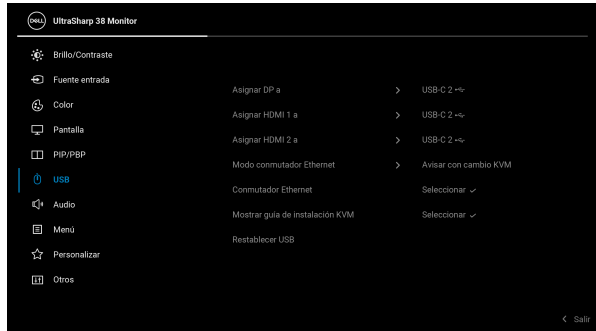 DELL UltraSharp 38 Monitor
Brillo/Contraste
Fuente entrada
Color
Pantalla
PIP/PBP
USB
Audio
Menú
Personalizar
Otros
Asignar DP a > USB-C 2
Asignar HDMI 1 a > USB-C 2
Asignar HDMI 2 a > USB-C 2
Modo conmutador Ethernet > Avisar con cambio KVM
Conmutador Ethernet Seleccionar ✓
Mostrar guía de instalación KVM Seleccionar ✓
Restablecer USB
< Salir